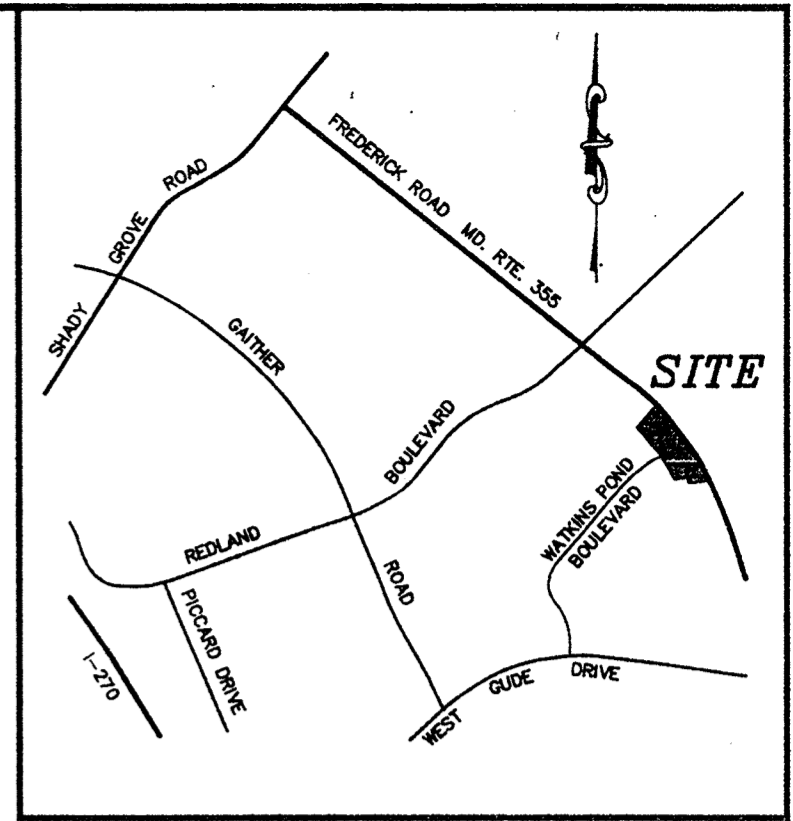 SHADY GROVE ROAD
FREDERICK ROAD MD. RTE. 355
GAITHER
ROAD
SITE
REDLAND
BOULEVARD
WATKINS POND
BOULEVARD
PICCARD DRIVE
I-270
WEST GUDE DRIVE